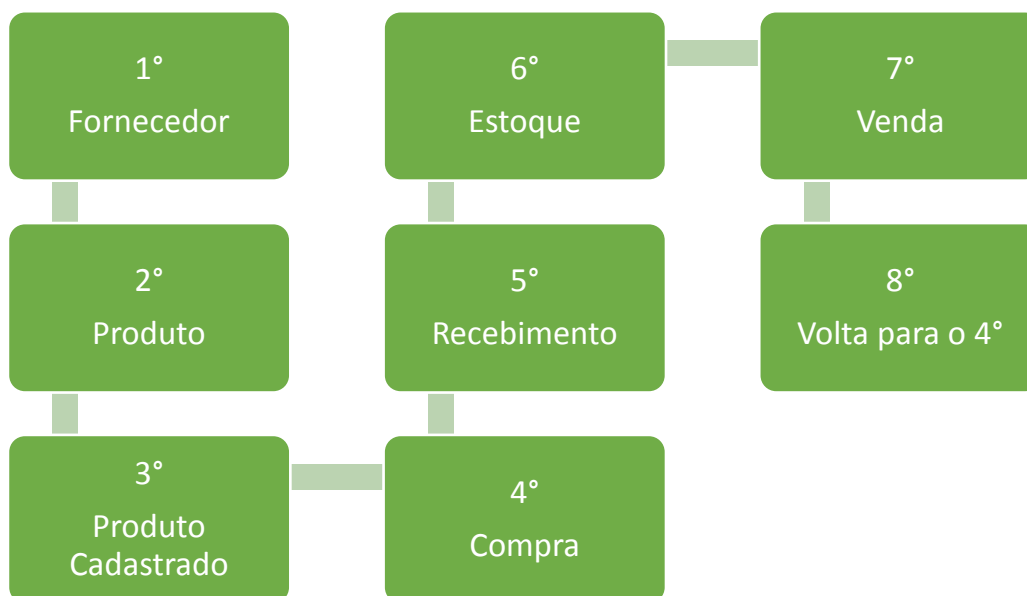 1°
Fornecedor
2°
Produto
3°
Produto
Cadastrado
4°
Compra
5°
Recebimento
6°
Estoque
7°
Venda
8°
Volta para o 4°